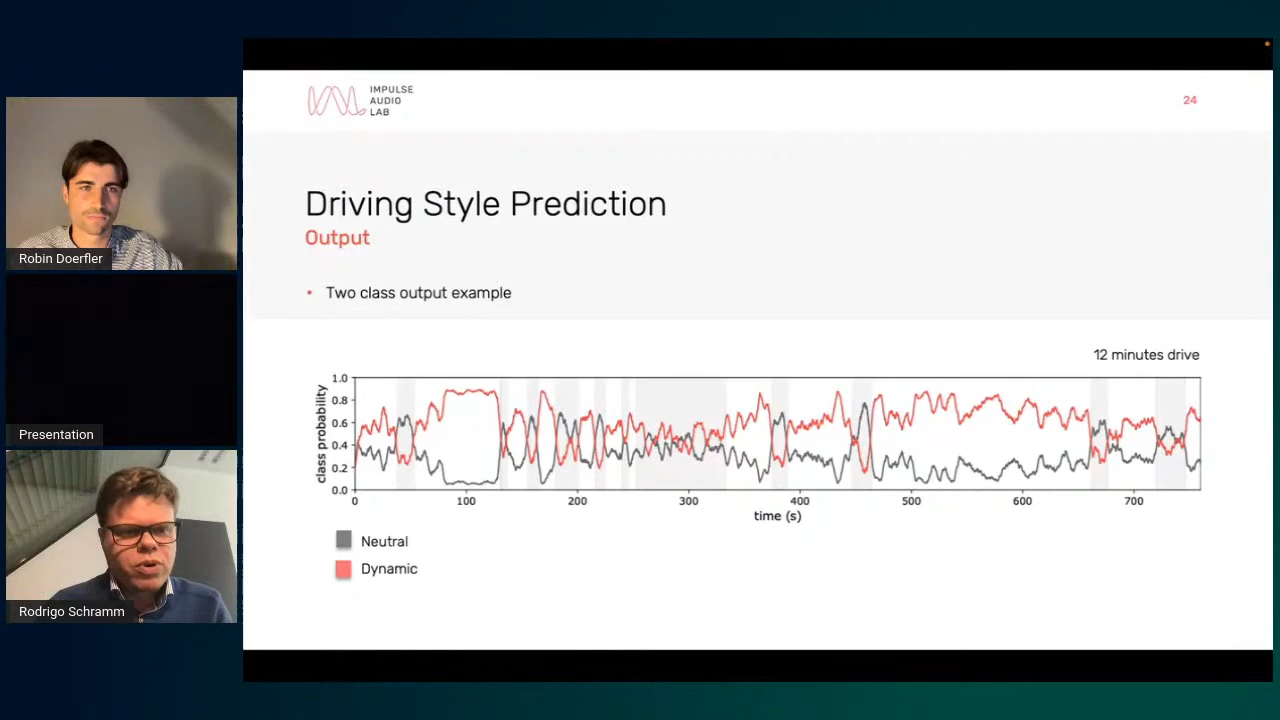 IMPULSE
AUDIO
LAB
24
Driving Style Prediction
Output
• Two class output example
12 minutes drive
class probability
1.0
0.8
0.6
0.4
0.2
0.0
0 100 200 300 400 500 600 700
time (s)
Neutral
Dynamic
Robin Doerfler
Presentation
Rodrigo Schramm